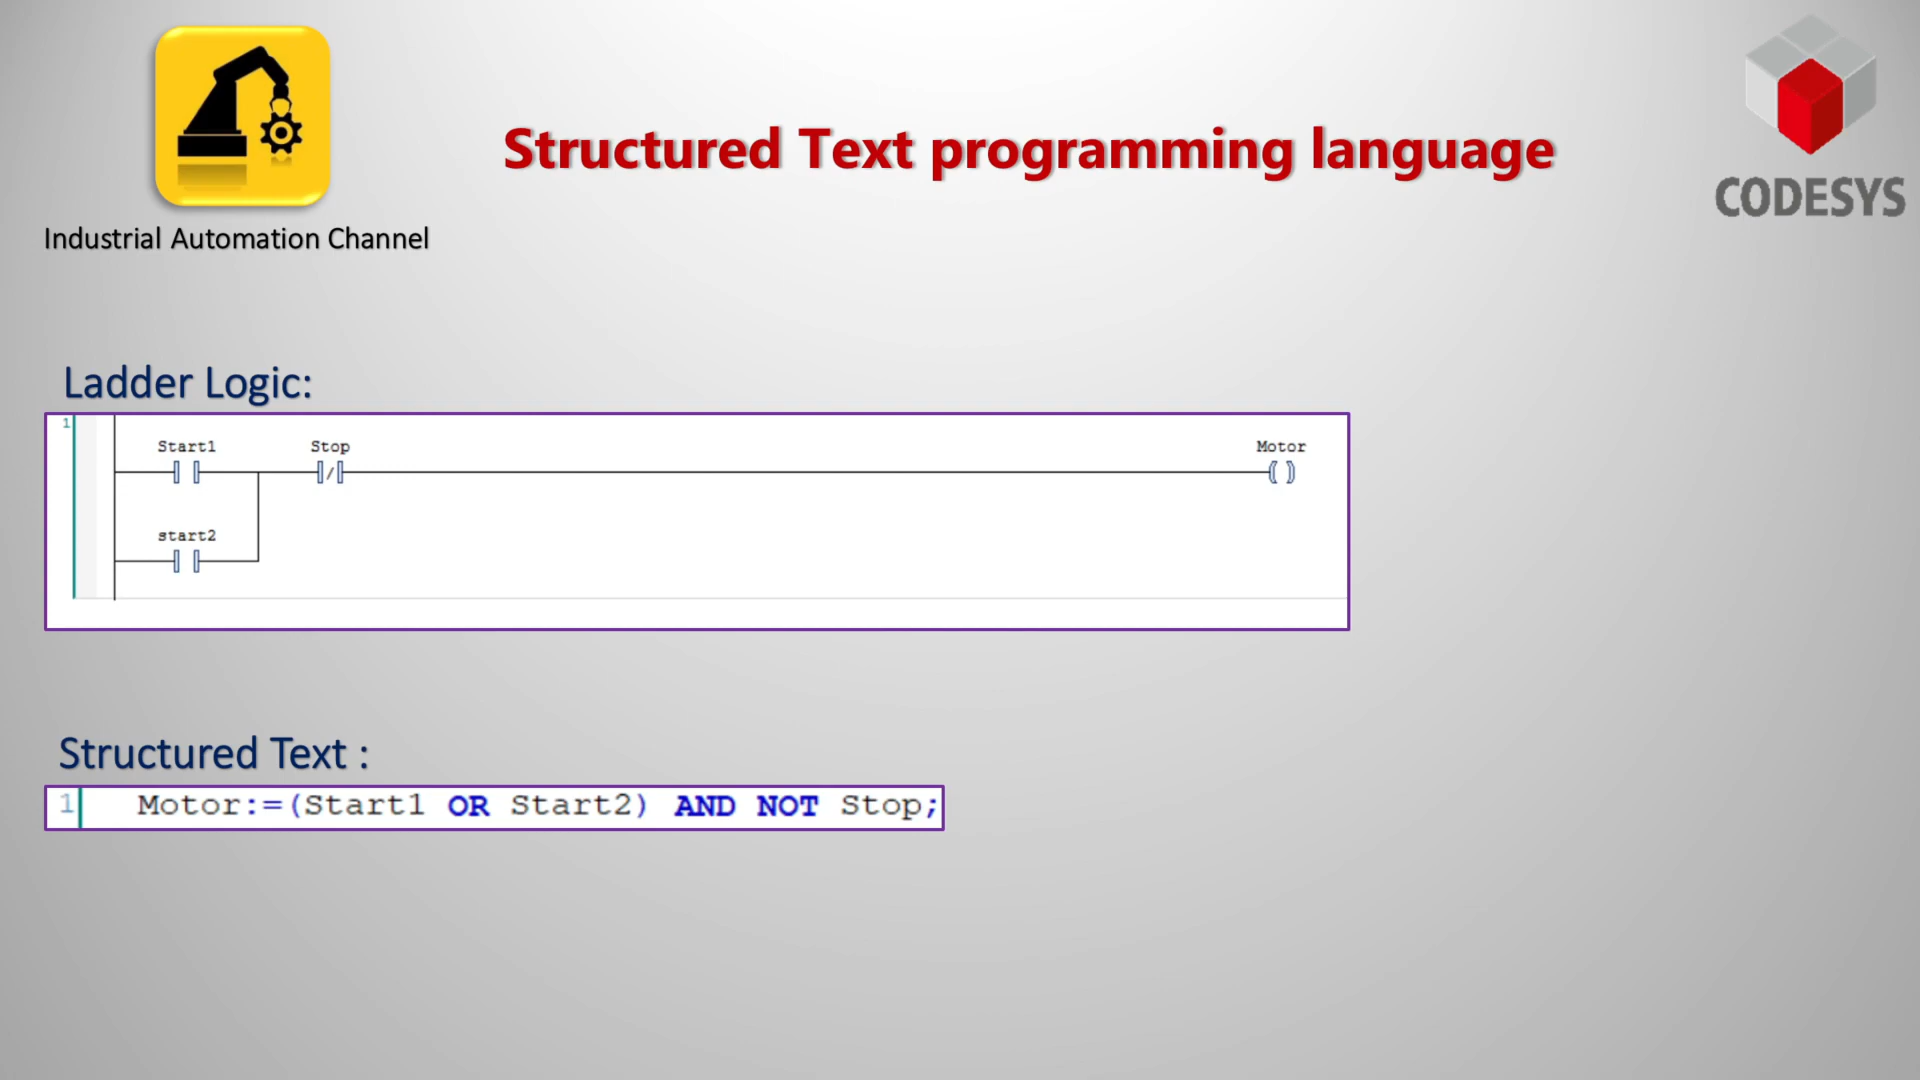 Structured Text programming language
CODESYS
Industrial Automation Channel
Ladder Logic:
1
Start1 Stop Motor
start2
Structured Text :
1 Motor:=(Start1 OR Start2) AND NOT Stop;